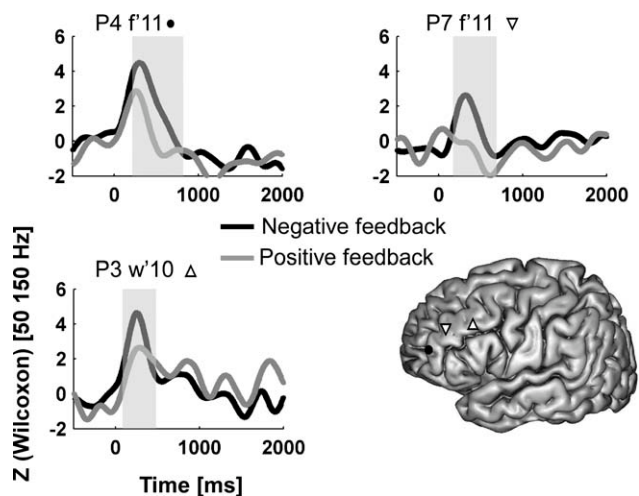 P4 f'11 ●
P7 f'11 ▽
6
4
2
0
-2
0 1000 2000
6
4
2
0
-2
0 1000 2000
Negative feedback
Positive feedback
P3 w'10 △
6
4
2
0
-2
0 1000 2000
Z (Wilcoxon) [50 150 Hz]
Time [ms]